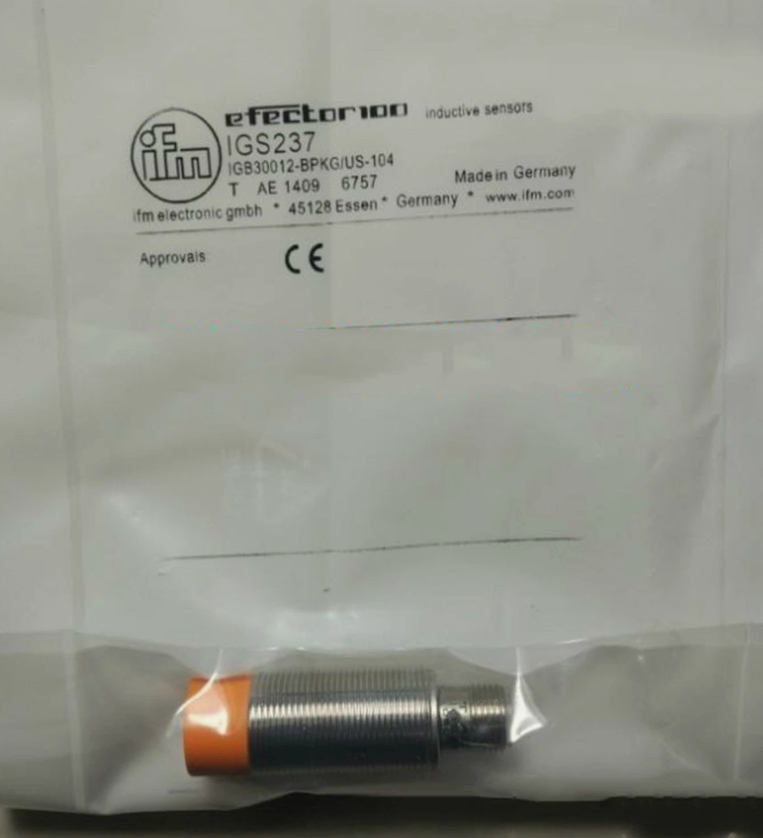 ifm
efector100 inductive sensors
IGS237
IGB30012-BPKG/US-104
T AE 1409 6757 Made in Germany
ifm electronic gmbh * 45128 Essen * Germany * www.ifm.com
Approvals: CE